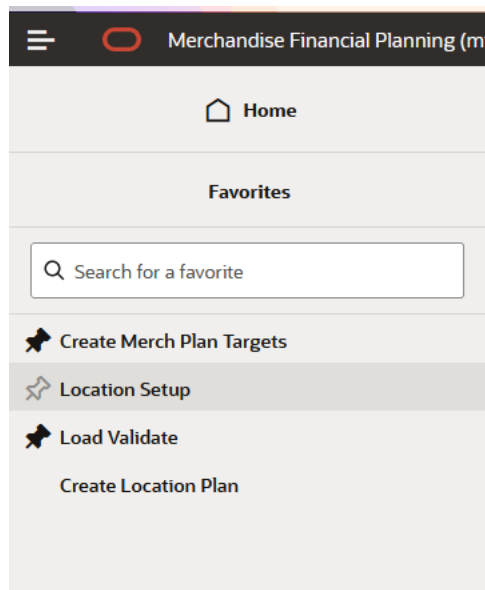 Merchandise Financial Planning (m
Home
Favorites
Search for a favorite
Create Merch Plan Targets
Location Setup
Load Validate
Create Location Plan